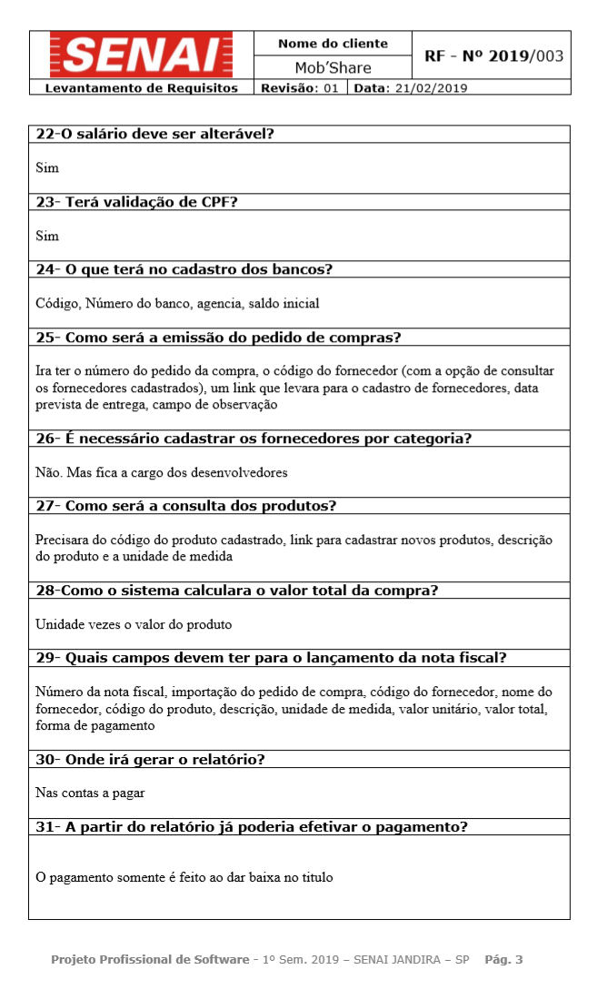 SENAI
Nome do cliente
Mob'Share
RF - Nº 2019/003
Levantamento de Requisitos
Revisão: 01
Data: 21/02/2019
22-O salário deve ser alterável?
Sim
23- Terá validação de CPF?
Sim
24- O que terá no cadastro dos bancos?
Código, Número do banco, agencia, saldo inicial
25- Como será a emissão do pedido de compras?
Ira ter o número do pedido da compra, o código do fornecedor (com a opção de consultar
os fornecedores cadastrados), um link que levara para o cadastro de fornecedores, data
prevista de entrega, campo de observação
26- É necessário cadastrar os fornecedores por categoria?
Não. Mas fica a cargo dos desenvolvedores
27- Como será a consulta dos produtos?
Precisara do código do produto cadastrado, link para cadastrar novos produtos, descrição
do produto e a unidade de medida
28-Como o sistema calculara o valor total da compra?
Unidade vezes o valor do produto
29- Quais campos devem ter para o lançamento da nota fiscal?
Número da nota fiscal, importação do pedido de compra, código do fornecedor, nome do
fornecedor, código do produto, descrição, unidade de medida, valor unitário, valor total,
forma de pagamento
30- Onde irá gerar o relatório?
Nas contas a pagar
31- A partir do relatório já poderia efetivar o pagamento?
O pagamento somente é feito ao dar baixa no titulo
Projeto Profissional de Software - 1º Sem. 2019 – SENAI JANDIRA – SP Pág. 3